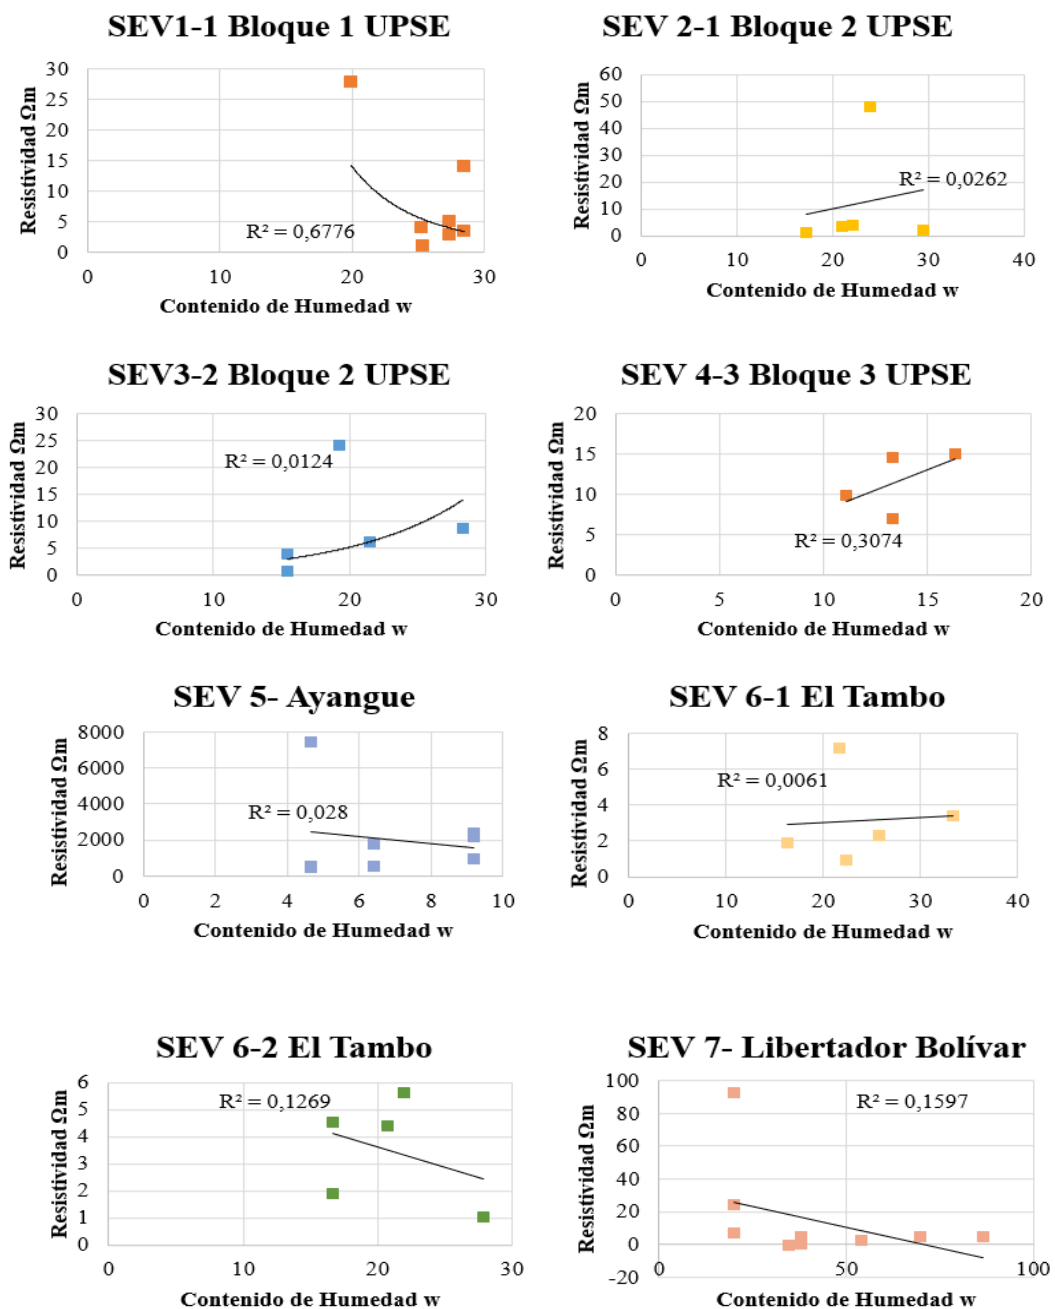 SEV1-1 Bloque 1 UPSE
Resistividad Ωm
30
25
20
15
10
5
0
R² = 0,6776
0 10 20 30
Contenido de Humedad w
SEV 2-1 Bloque 2 UPSE
Resistividad Ωm
60
50
40
30
20
10
0
R² = 0,0262
0 10 20 30 40
Contenido de Humedad w
SEV3-2 Bloque 2 UPSE
Resistividad Ωm
30
25
20
15
10
5
0
R² = 0,0124
0 10 20 30
Contenido de Humedad w
SEV 4-3 Bloque 3 UPSE
Resistividad Ωm
20
15
10
5
0
R² = 0,3074
0 5 10 15 20
Contenido de Humedad w
SEV 5- Ayangue
Resistividad Ωm
8000
6000
4000
2000
0
R² = 0,028
0 2 4 6 8 10
Contenido de Humedad w
SEV 6-1 El Tambo
Resistividad Ωm
8
6
4
2
0
R² = 0,0061
0 10 20 30 40
Contenido de Humedad w
SEV 6-2 El Tambo
Resistividad Ωm
6
5
4
3
2
1
0
R² = 0,1269
0 10 20 30
Contenido de Humedad w
SEV 7- Libertador Bolívar
Resistividad Ωm
100
80
60
40
20
0
-20
R² = 0,1597
0 50 100
Contenido de Humedad w